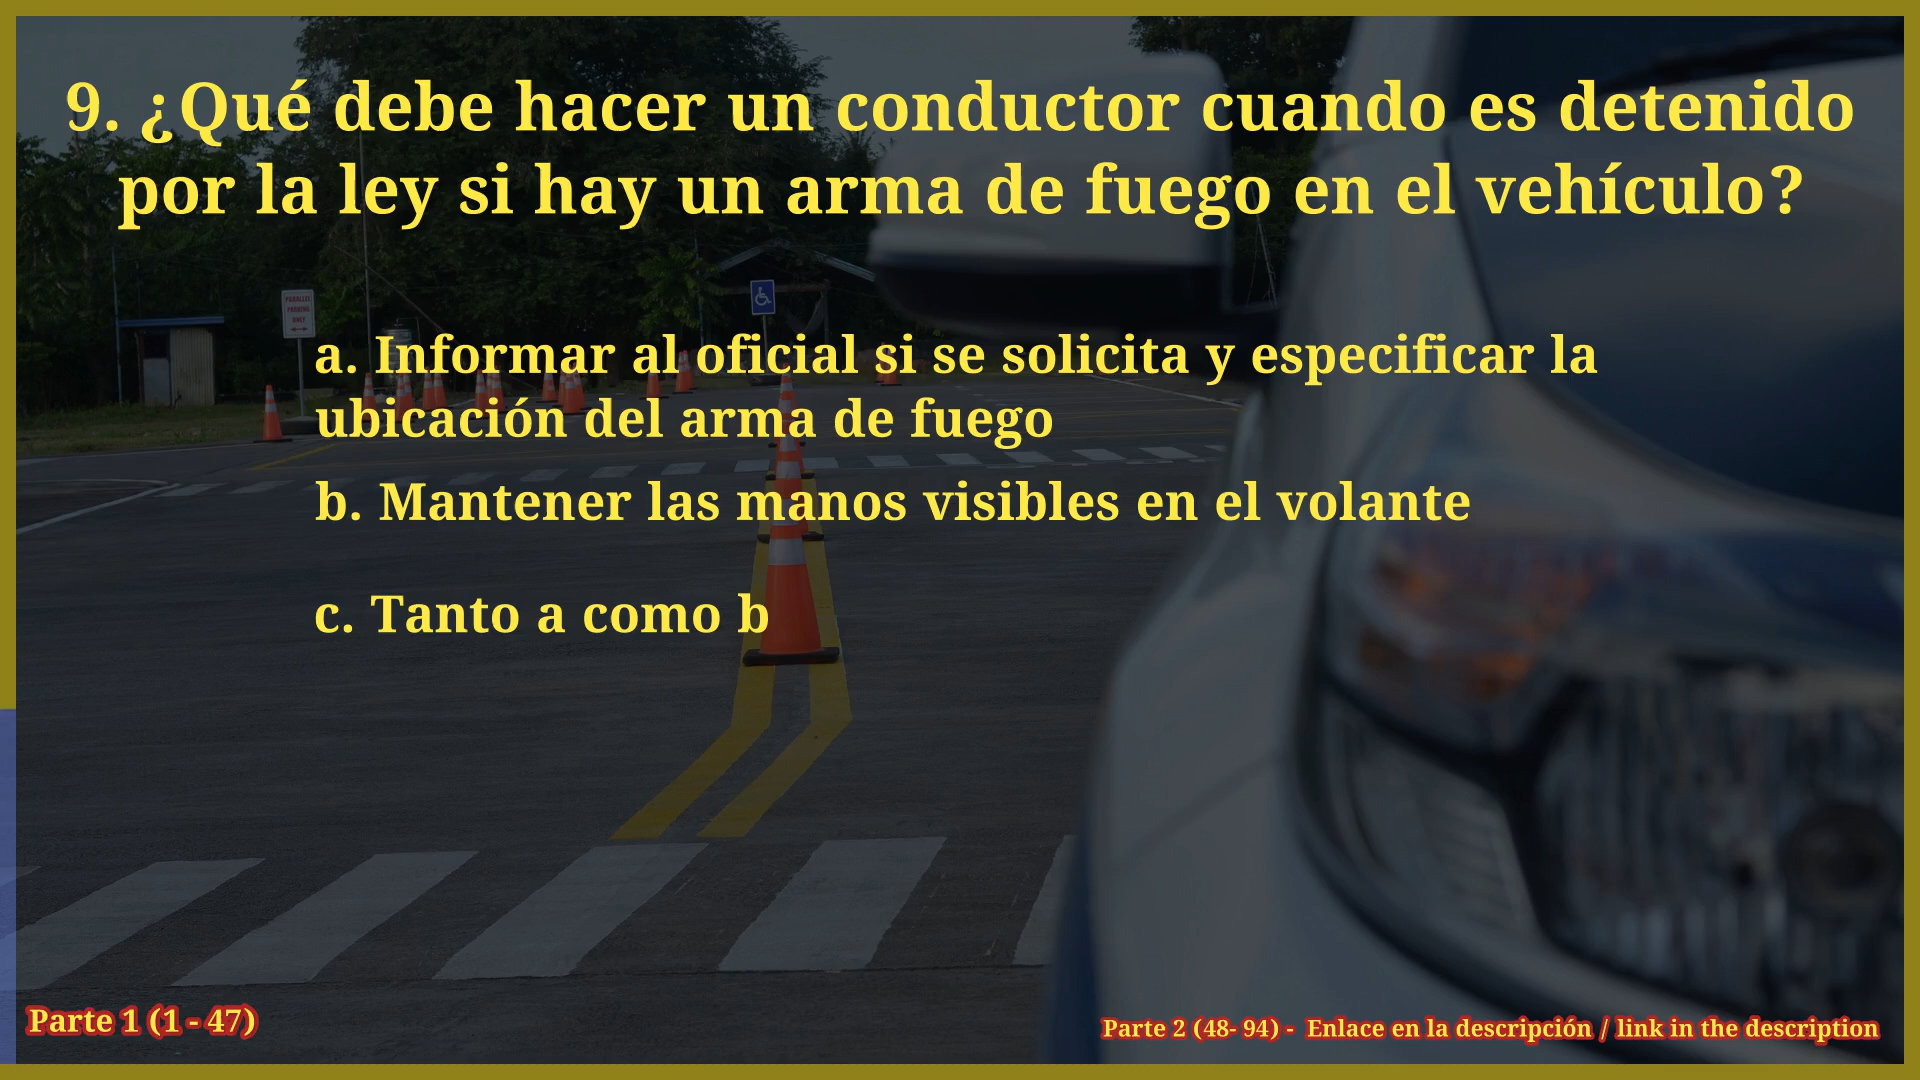 9. ¿Qué debe hacer un conductor cuando es detenido
por la ley si hay un arma de fuego en el vehículo?
PARALLEL
PARKING
ONLY
a. Informar al oficial si se solicita y especificar la
ubicación del arma de fuego
b. Mantener las manos visibles en el volante
c. Tanto a como b
Parte 1 (1 - 47)
Parte 2 (48- 94) - Enlace en la descripción / link in the description